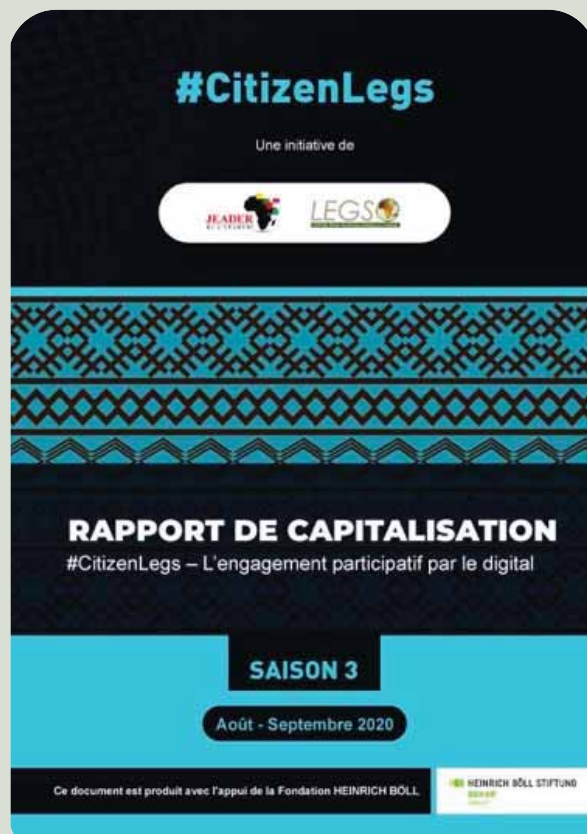 #CitizenLegs
Une initiative de
JEADER
LEGS
RAPPORT DE CAPITALISATION
#CitizenLegs – L'engagement participatif par le digital
SAISON 3
Août - Septembre 2020
Ce document est produit avec l'appui de la Fondation HEINRICH BÖLL
HEINRICH BÖLL STIFTUNG